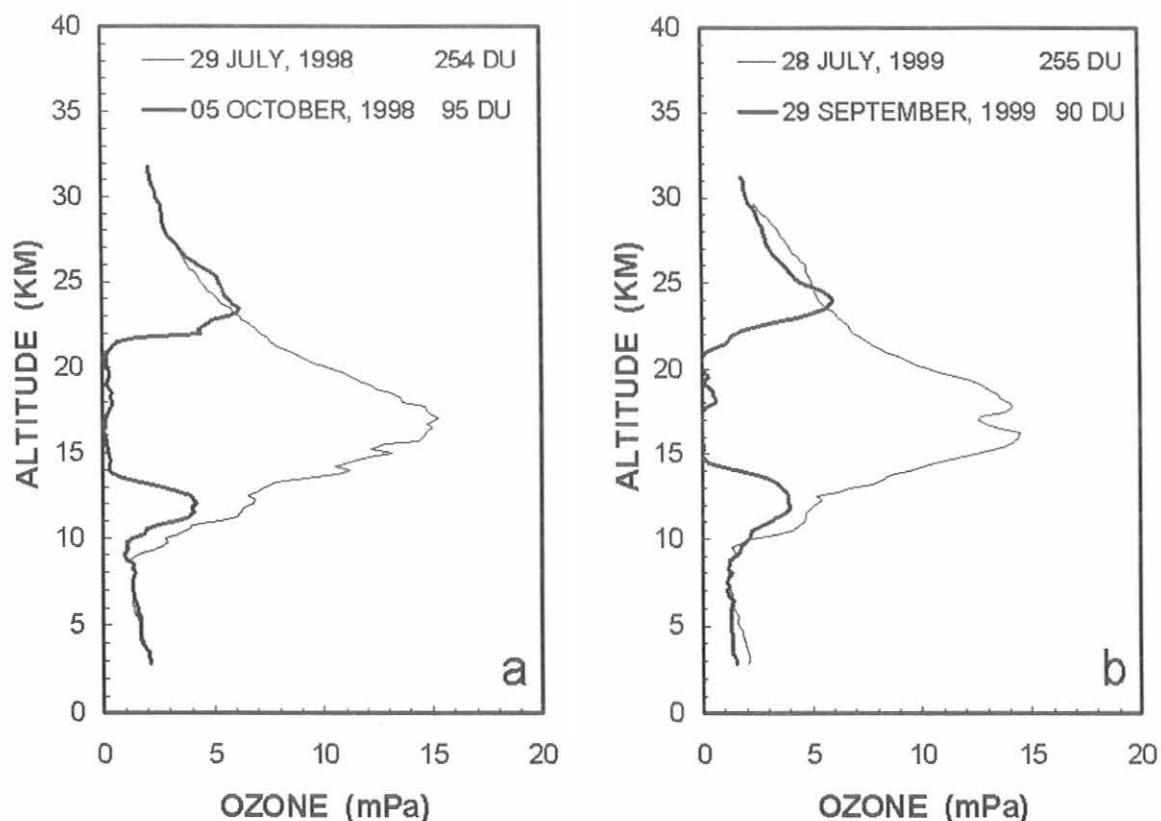 40
29 JULY, 1998 254 DU
05 OCTOBER, 1998 95 DU
35
30
25
20
15
10
5
0
ALTITUDE (KM)
a
0 5 10 15 20
OZONE (mPa)
40
28 JULY, 1999 255 DU
29 SEPTEMBER, 1999 90 DU
35
30
25
20
15
10
5
0
ALTITUDE (KM)
b
0 5 10 15 20
OZONE (mPa)